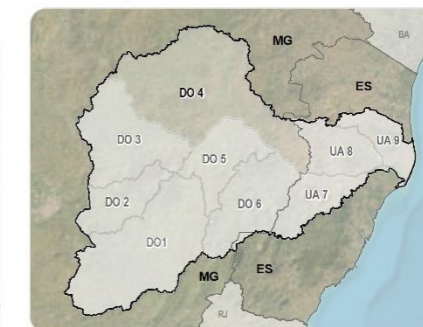 BA
MG
ES
DO 4
DO 3
UA 9
UA 8
DO 5
UA 7
DO 2
DO 6
DO1
MG
ES
RJ